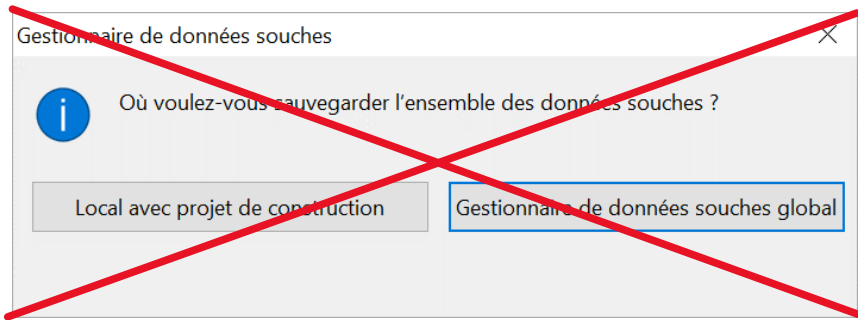 Gestionnaire de données souches
Où voulez-vous sauvegarder l'ensemble des données souches ?
Local avec projet de construction
Gestionnaire de données souches global